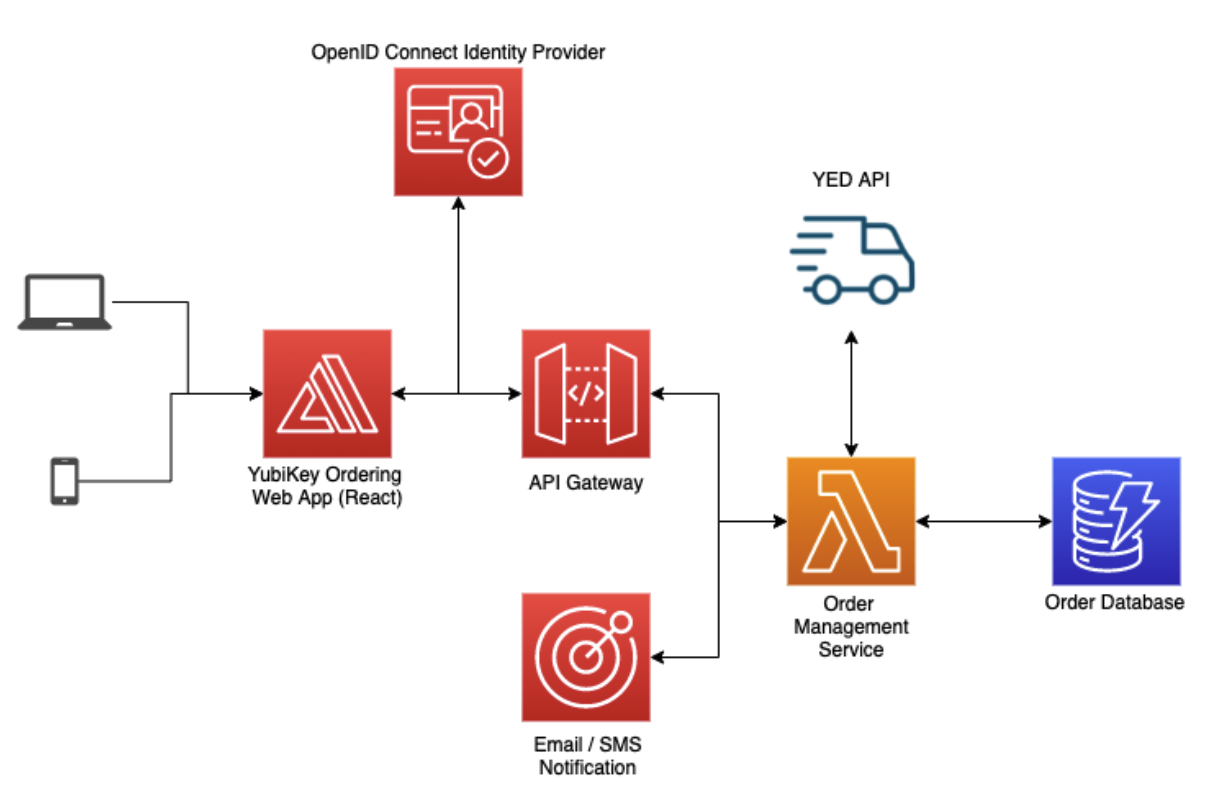 OpenID Connect Identity Provider
YED API
YubiKey Ordering
Web App (React)
</>
API Gateway
Order
Management
Service
Order Database
Email / SMS
Notification